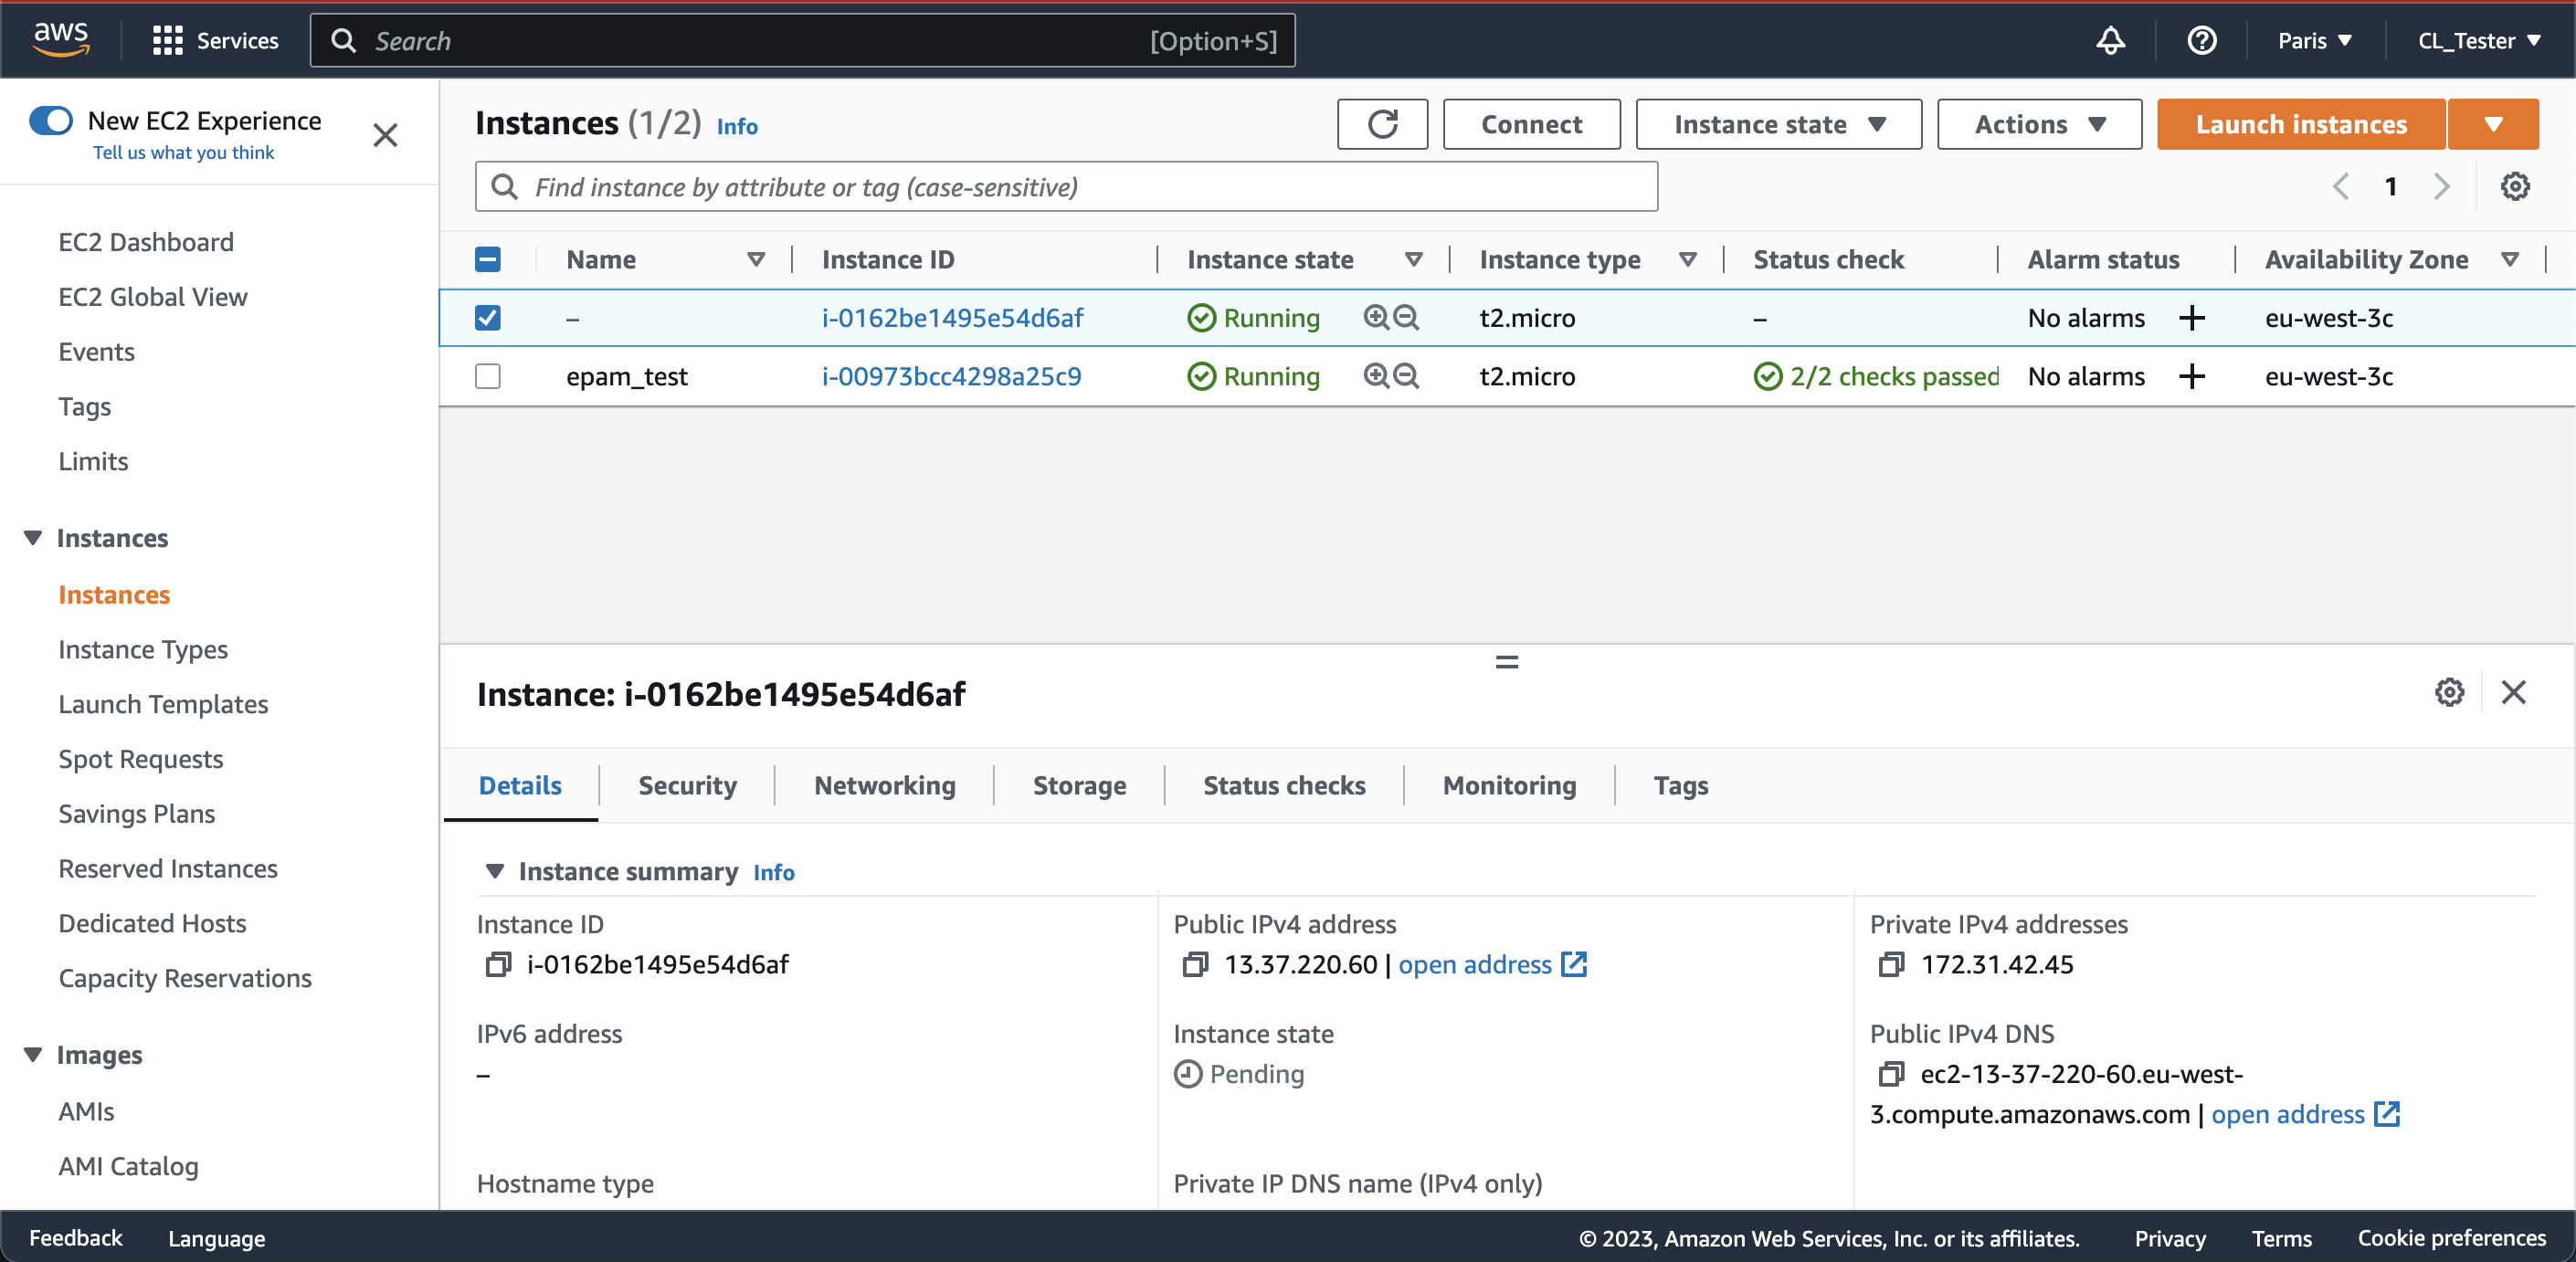 aws Services Search [Option+S] Paris CL_Tester
New EC2 Experience
Tell us what you think
EC2 Dashboard
EC2 Global View
Events
Tags
Limits
Instances
Instances
Instance Types
Launch Templates
Spot Requests
Savings Plans
Reserved Instances
Dedicated Hosts
Capacity Reservations
Images
AMIs
AMI Catalog
Instances (1/2) Info Connect Instance state Actions Launch instances
Find instance by attribute or tag (case-sensitive) 1
Name Instance ID Instance state Instance type Status check Alarm status Availability Zone
– i-0162be1495e54d6af Running t2.micro – No alarms + eu-west-3c
epam_test i-00973bcc4298a25c9 Running t2.micro 2/2 checks passed No alarms + eu-west-3c
Instance: i-0162be1495e54d6af
Details Security Networking Storage Status checks Monitoring Tags
Instance summary Info
Instance ID
i-0162be1495e54d6af
Public IPv4 address
13.37.220.60 | open address
Private IPv4 addresses
172.31.42.45
IPv6 address
–
Instance state
Pending
Public IPv4 DNS
ec2-13-37-220-60.eu-west-
3.compute.amazonaws.com | open address
Hostname type
Private IP DNS name (IPv4 only)
Feedback Language © 2023, Amazon Web Services, Inc. or its affiliates. Privacy Terms Cookie preferences